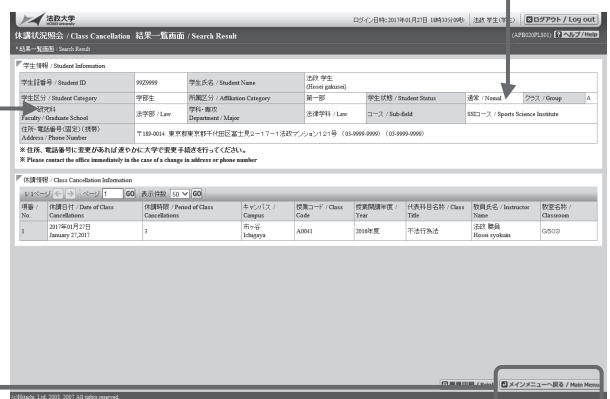 法政大学
HOSEI University
ログイン日時:2017年01月27日 18時33分09秒 法政 学生(学生) ログアウト / Log out
休講状況照会 / Class Cancellation 結果一覧画面 / Search Result (APB020PLS01) ヘルプ/Help
*結果一覧画面 / Search Result
学生情報 / Student Information
学生証番号 / Student ID 99Z9999 学生氏名 / Student Name 法政 学生
(Hosei gakusei)
学生区分 / Student Category 学部生 所属区分 / Affiliation Category 第一部 学生状態 / Student Status 通常 / Nomal クラス / Group A
研究科
Faculty / Graduate School 法学部 / Law 学科・専攻
Department / Major 法律学科 / Law コース / Sub-field SSIコース / Sports Science Institute
住所・電話番号(固定)(携帯)
Address / Phone Number 〒189-0014 東京都東京都千代田区富士見2-17-1法政マンション121号 (03-9999-9999) (03-9999-9999)
※ 住所、電話番号に変更があれば速やかに大学で変更手続きを行ってください。
※ Please contact the office immediately in the case of a change in address or phone number
休講情報 / Class Cancellation Information
1/1ページ ページ 1 GO 表示件数 50 GO
項番 /
No. 休講日付 / Date of Class
Cancellations 休講時限 / Period of Class
Cancellations キャンパス /
Campus 授業コード / Class
Code 授業開講年度 /
Year 代表科目名称 / Class
Title 教員氏名 / Instructor
Name 教室名称 /
Classroom
1 2017年01月27日
January 27,2017 3 市ヶ谷
Ichigaya A0041 2016年度 不法行為法 法政 職員
Hosei syokuin G503
メインメニューへ戻る / Main Menu
(c)Hitachi, Ltd. 2003, 2007 All rights reserved.